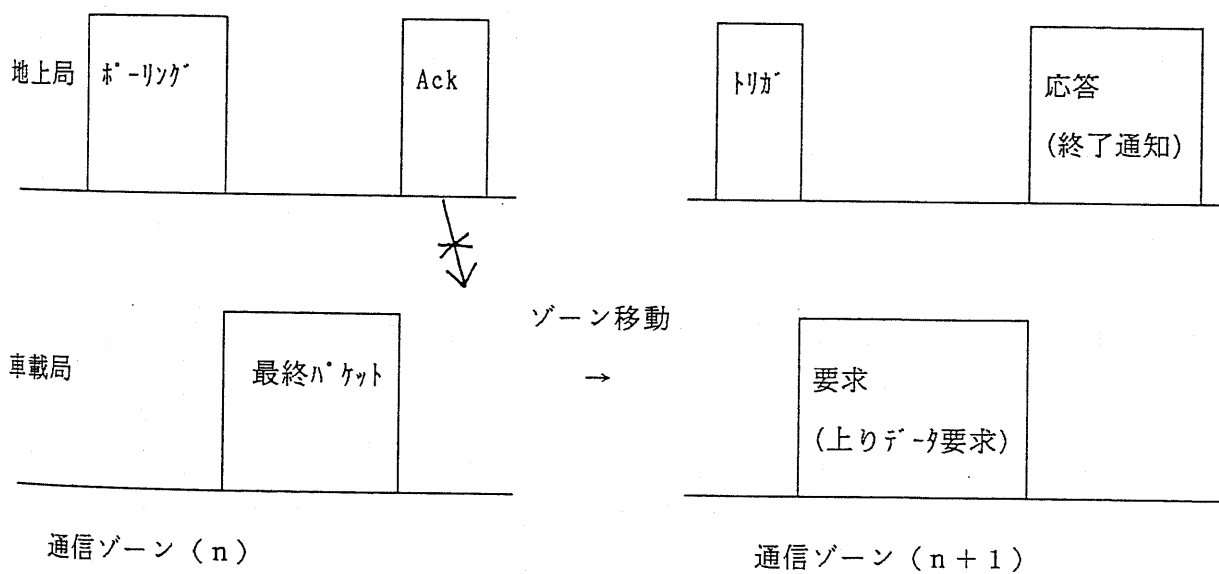 地上局
ﾎﾟｰﾘﾝｸﾞ
Ack
ﾄﾘｶﾞ
応答
(終了通知)
ゾーン移動
→
車載局
最終ﾊﾟｹｯﾄ
要求
(上りﾃﾞｰﾀ要求)
通信ゾーン（ｎ）
通信ゾーン（ｎ＋１）